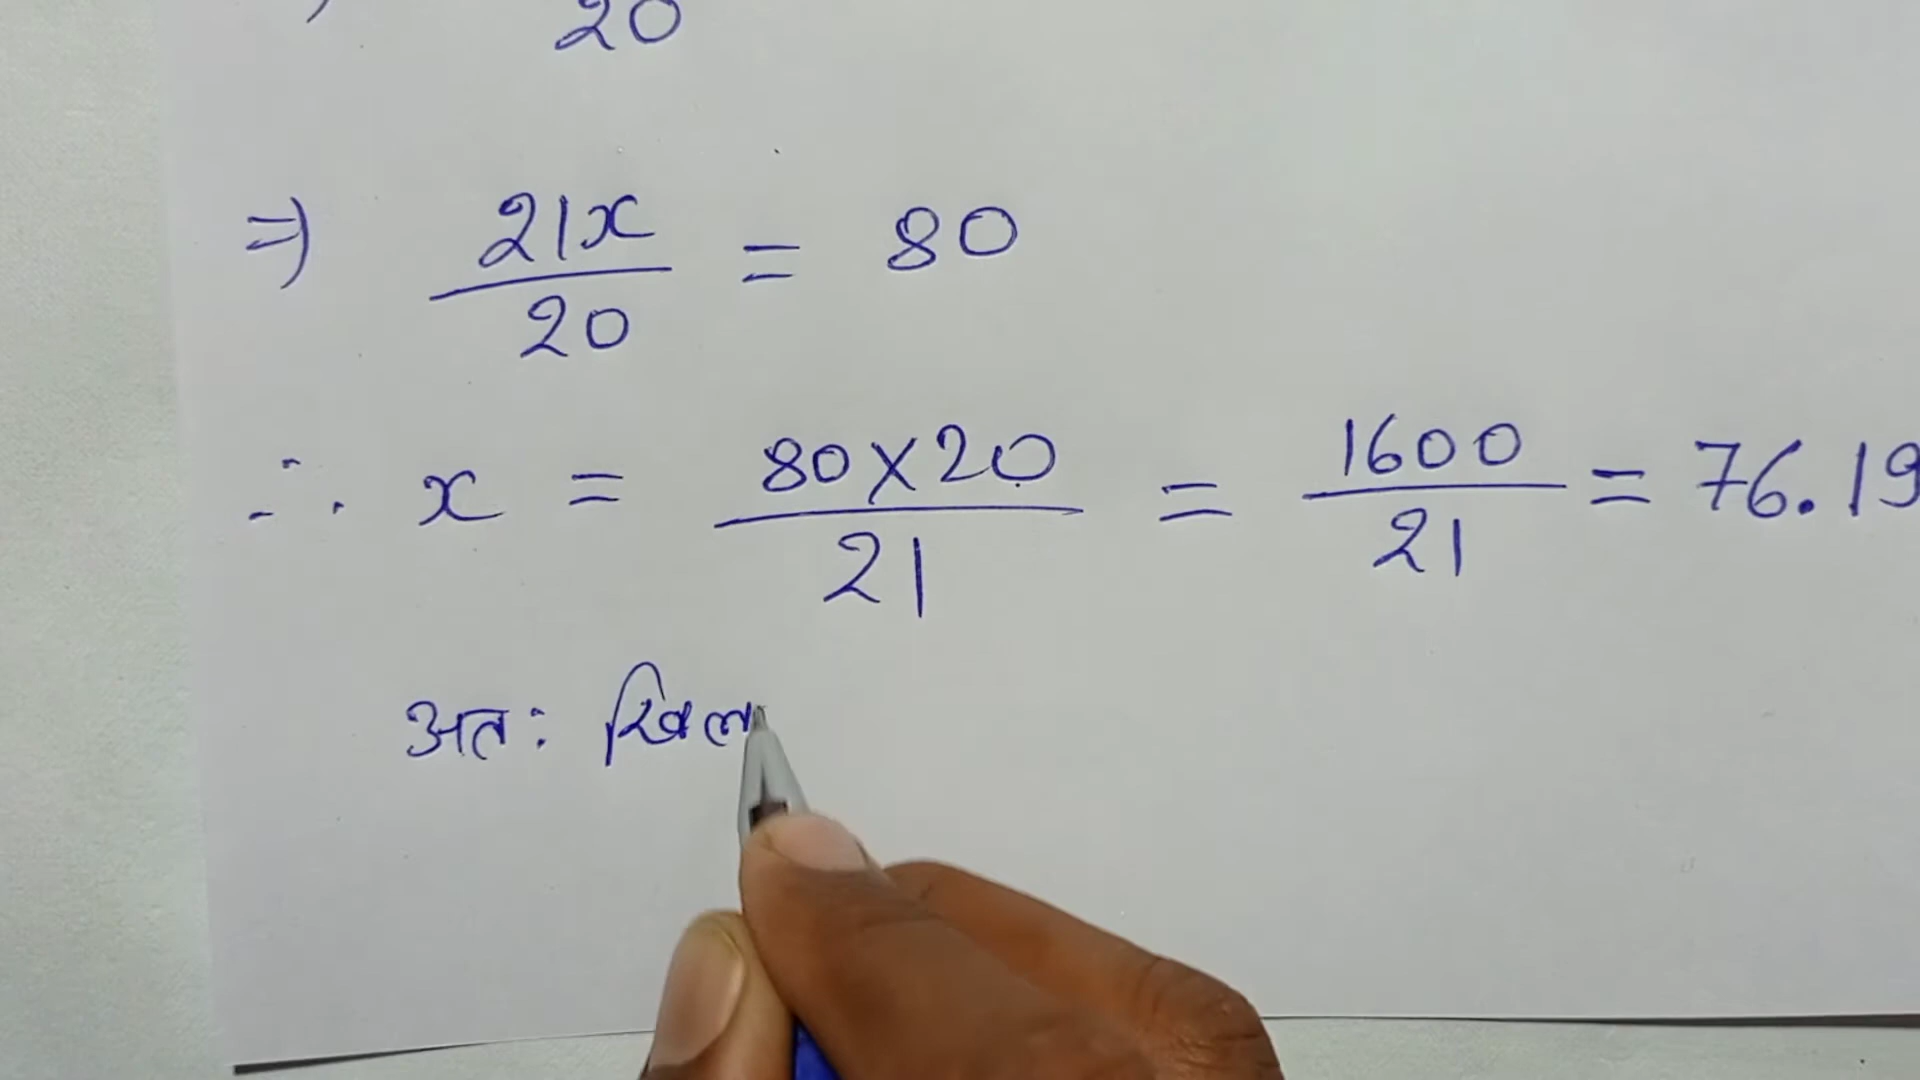 20
⇒ 21x/20 = 80
∴ x = 80×20/21 = 1600/21 = 76.19
अतः खिल